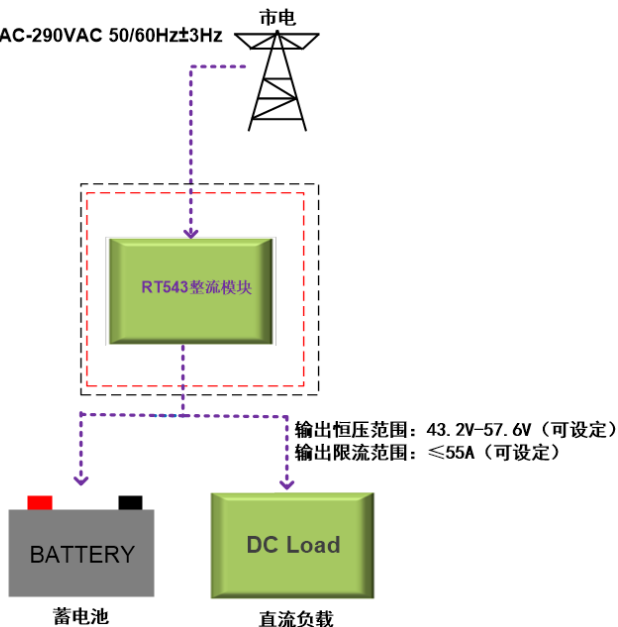 市电
AC-290VAC 50/60Hz±3Hz
RT543整流模块
输出恒压范围：43.2V-57.6V（可设定）
输出限流范围：≤55A（可设定）
BATTERY
DC Load
蓄电池
直流负载